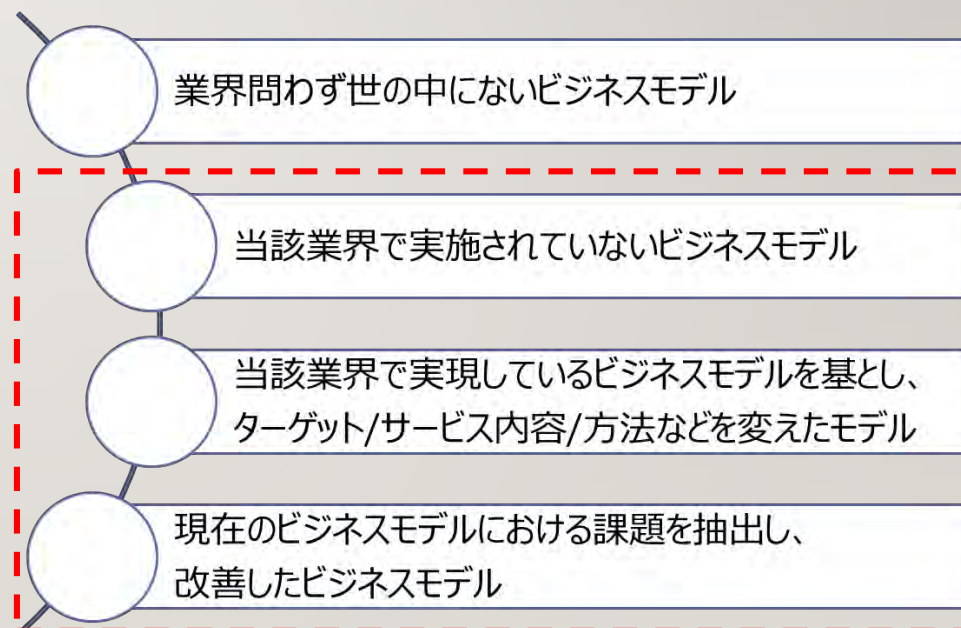 業界問わず世の中にないビジネスモデル
当該業界で実施されていないビジネスモデル
当該業界で実現しているビジネスモデルを基とし、
ターゲット/サービス内容/方法などを変えたモデル
現在のビジネスモデルにおける課題を抽出し、
改善したビジネスモデル